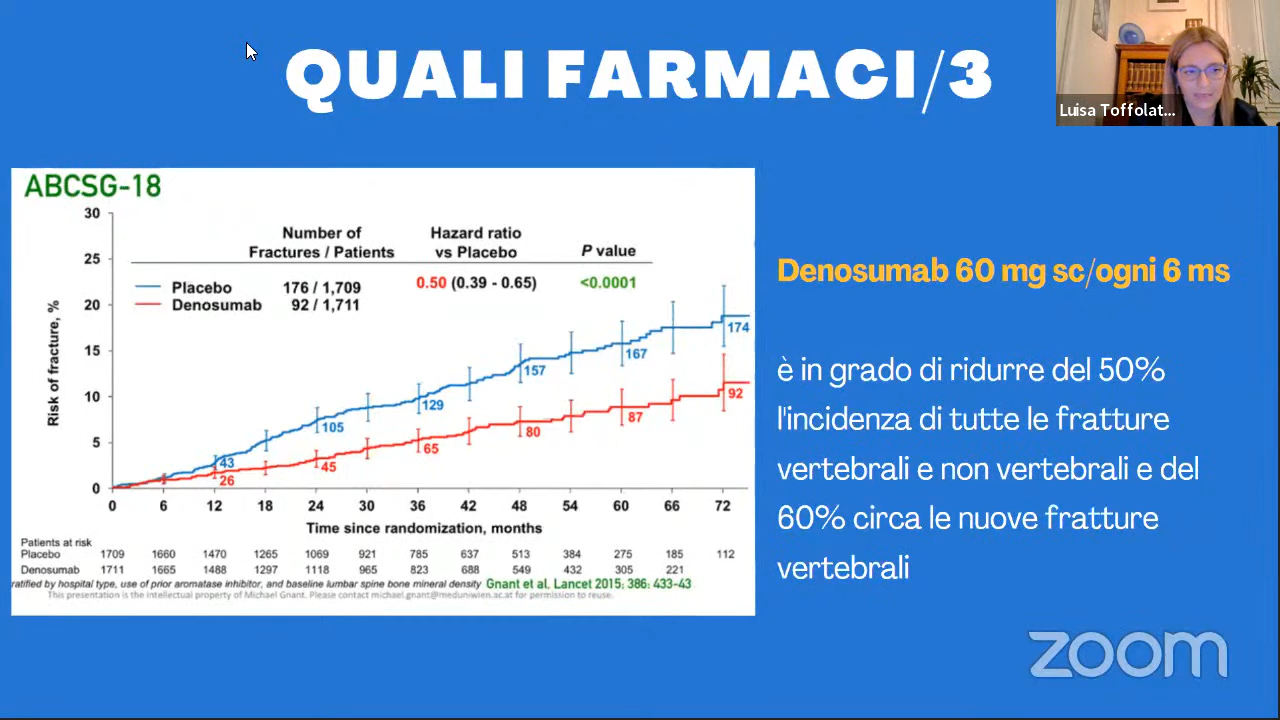 QUALI FARMACI/3
Luisa Toffolat...
ABCSG-18
Number of Fractures / Patients
Hazard ratio vs Placebo
P value
Placebo 176 / 1,709 0.50 (0.39 - 0.65) <0.0001
Denosumab 92 / 1,711
Risk of fracture, %
30
25
20
15
10
5
0
43 105 129 157 167 174
26 45 65 80 87 92
0 6 12 18 24 30 36 42 48 54 60 66 72
Time since randomization, months
Patients at risk
Placebo 1709 1660 1470 1265 1069 921 785 637 513 384 275 185 112
Denosumab 1711 1665 1488 1297 1118 965 823 688 549 432 305 221
ratified by hospital type, use of prior aromatase inhibitor, and baseline lumbar spine bone mineral density Gnant et al, Lancet 2015; 386: 433-43
This presentation is the intellectual property of Michael Gnant. Please contact michael.gnant@meduniwien.ac.at for permission to reuse.
Denosumab 60 mg sc/ogni 6 ms
è in grado di ridurre del 50%
l'incidenza di tutte le fratture
vertebrali e non vertebrali e del
60% circa le nuove fratture
vertebrali
zoom